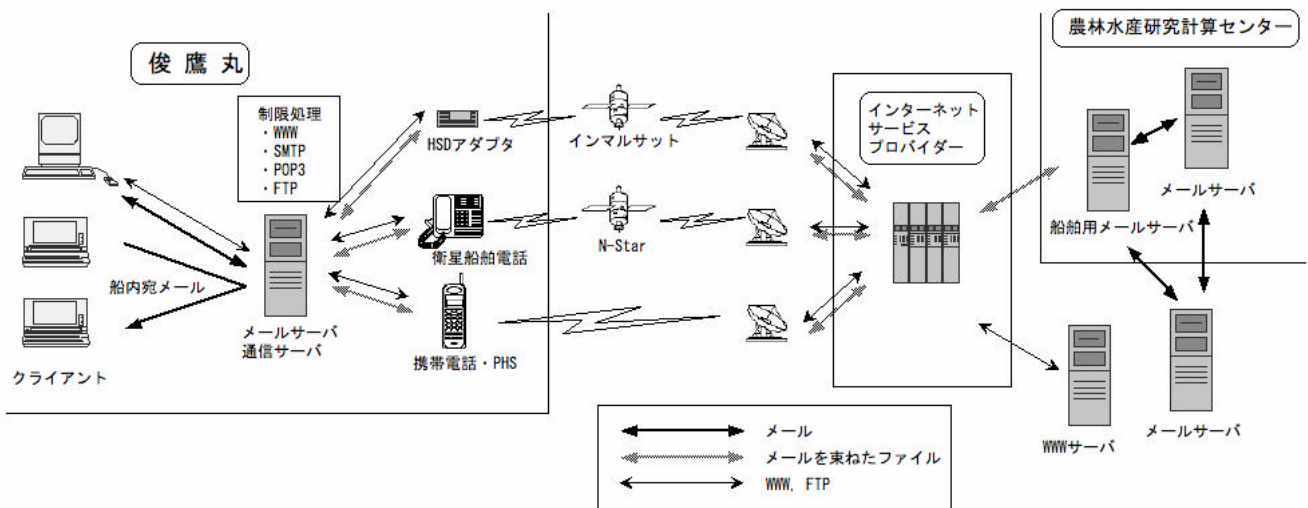 俊鷹丸
制限処理
・WWW
・SMTP
・POP3
・FTP
クライアント
船内宛メール
メールサーバ
通信サーバ
HSDアダプタ
衛星船舶電話
携帯電話・PHS
インマルサット
N-Star
インターネット
サービス
プロバイダー
農林水産研究計算センター
船舶用メールサーバ
メールサーバ
WWWサーバ
メールサーバ
メール
メールを束ねたファイル
WWW, FTP